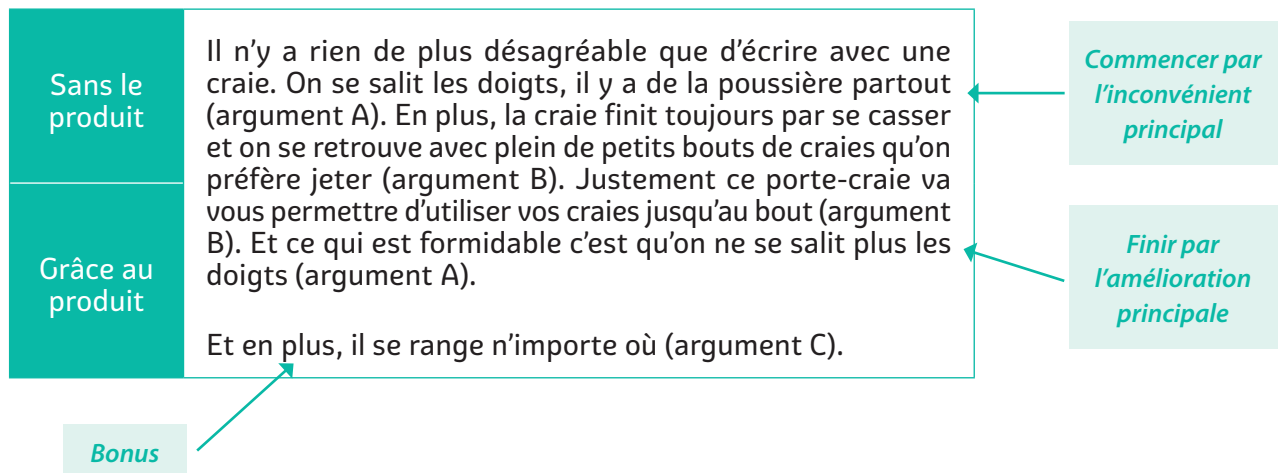 Sans le
produit
Il n'y a rien de plus désagréable que d'écrire avec une
craie. On se salit les doigts, il y a de la poussière partout
(argument A). En plus, la craie finit toujours par se casser
et on se retrouve avec plein de petits bouts de craies qu'on
préfère jeter (argument B). Justement ce porte-craie va
vous permettre d'utiliser vos craies jusqu'au bout (argument
B). Et ce qui est formidable c'est qu'on ne se salit plus les
doigts (argument A).
Et en plus, il se range n'importe où (argument C).
Grâce au
produit
Commencer par
l'inconvénient
principal
Finir par
l'amélioration
principale
Bonus